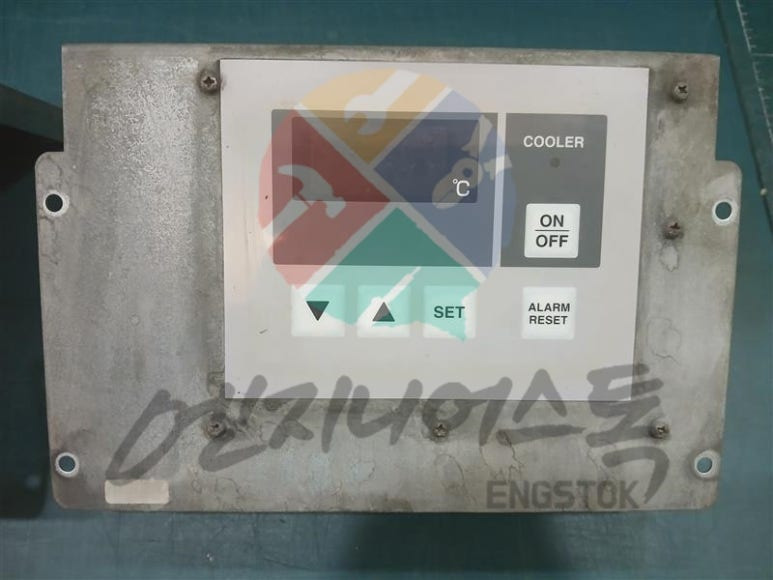 COOLER
°C
ON
OFF
▼ ▲ SET
ALARM
RESET
엔지니어스톡
ENGSTOK